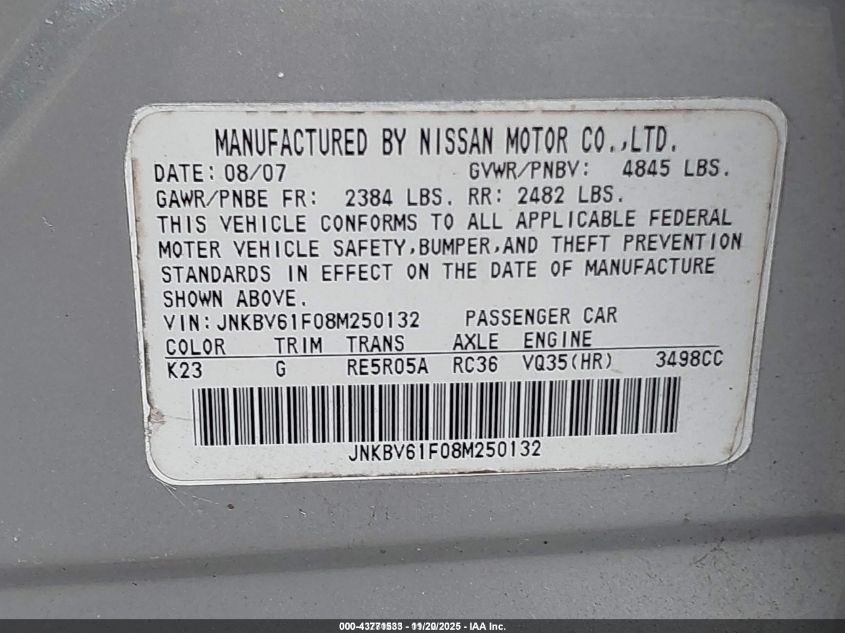 MANUFACTURED BY NISSAN MOTOR CO.,LTD.
DATE: 08/07 GVWR/PNBV: 4845 LBS.
GAWR/PNBE FR: 2384 LBS. RR: 2482 LBS.
THIS VEHICLE CONFORMS TO ALL APPLICABLE FEDERAL
MOTER VEHICLE SAFETY,BUMPER,AND THEFT PREVENTION
STANDARDS IN EFFECT ON THE DATE OF MANUFACTURE
SHOWN ABOVE.
VIN: JNKBV61F08M250132 PASSENGER CAR
COLOR TRIM TRANS AXLE ENGINE
K23 G RE5R05A RC36 VQ35(HR) 3498CC
JNKBV61F08M250132
- IAA Inc.